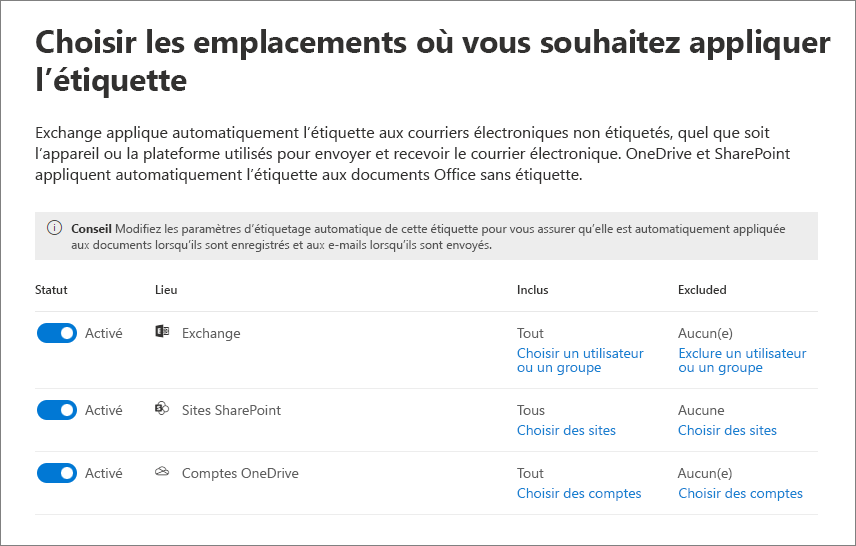 Choisir les emplacements où vous souhaitez appliquer
l’étiquette
Exchange applique automatiquement l’étiquette aux courriers électroniques non étiquetés, quel que soit
l’appareil ou la plateforme utilisés pour envoyer et recevoir le courrier électronique. OneDrive et SharePoint
appliquent automatiquement l’étiquette aux documents Office sans étiquette.
Conseil Modifiez les paramètres d’étiquetage automatique de cette étiquette pour vous assurer qu’elle est automatiquement appliquée
aux documents lorsqu’ils sont enregistrés et aux e-mails lorsqu’ils sont envoyés.
Statut Lieu Inclus Excluded
Activé Exchange Tout Aucun(e)
Choisir un utilisateur Exclure un utilisateur
ou un groupe ou un groupe
Activé Sites SharePoint Tous Aucune
Choisir des sites Choisir des sites
Activé Comptes OneDrive Tout Aucun(e)
Choisir des comptes Choisir des comptes